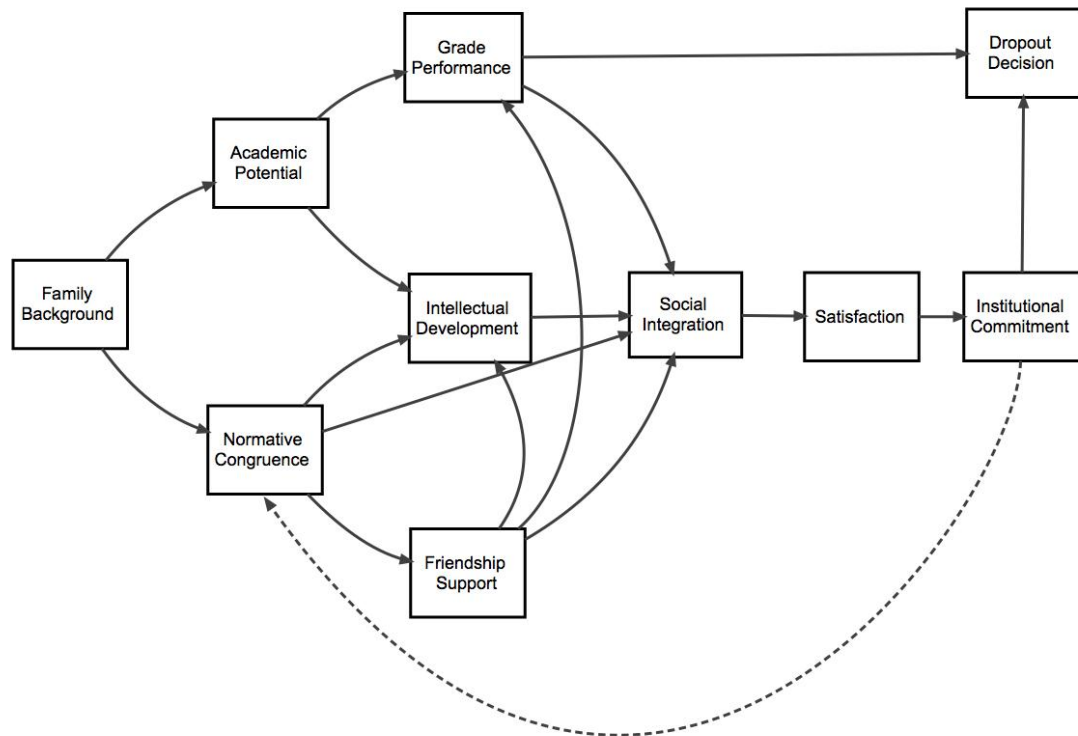 Grade
Performance
Dropout
Decision
Academic
Potential
Family
Background
Intellectual
Development
Social
Integration
Satisfaction
Institutional
Commitment
Normative
Congruence
Friendship
Support